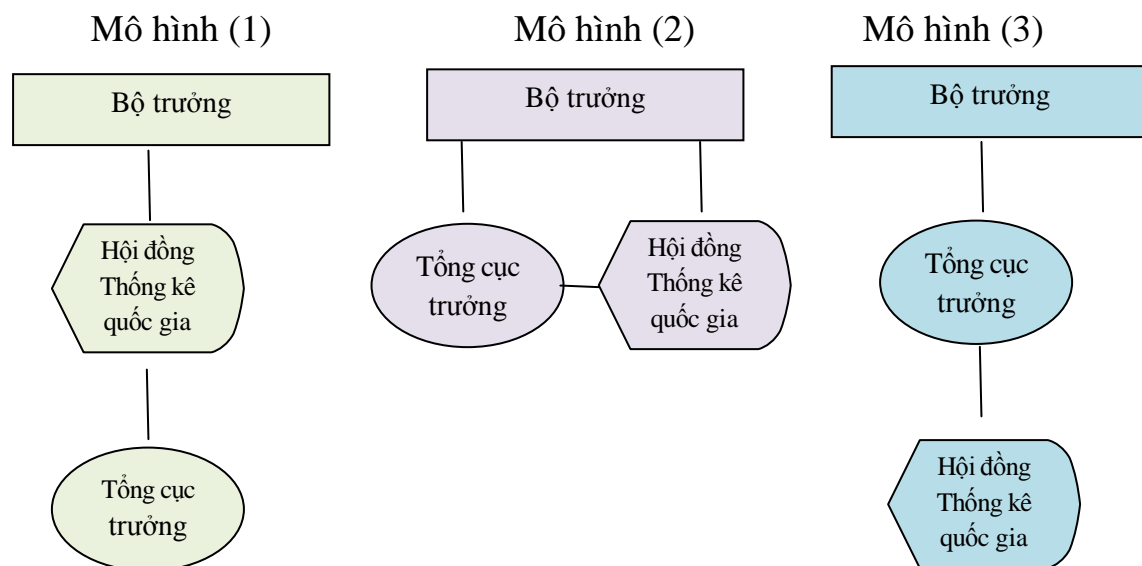 Mô hình (1)
Bộ trưởng
Hội đồng
Thống kê
quốc gia
Tổng cục
trưởng
Mô hình (2)
Bộ trưởng
Tổng cục
trưởng
Hội đồng
Thống kê
quốc gia
Mô hình (3)
Bộ trưởng
Tổng cục
trưởng
Hội đồng
Thống kê
quốc gia